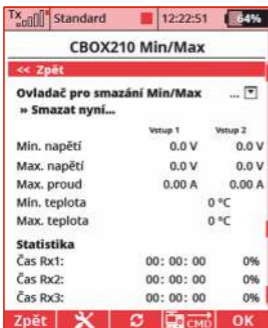 Tx Standard 12:22:51 64%
CBOX210 Min/Max
<< Zpět
Ovladač pro smazání Min/Max ...
» Smazat nyní...
Vstup 1 Vstup 2
Min. napětí 0.0 V 0.0 V
Max. napětí 0.0 V 0.0 V
Max. proud 0.00 A 0.00 A
Min. teplota 0 °C
Max. teplota 0 °C
Statistika
Čas Rx1: 00: 00: 00 0%
Čas Rx2: 00: 00: 00 0%
Čas Rx3: 00: 00: 00 0%
Zpět CMD OK